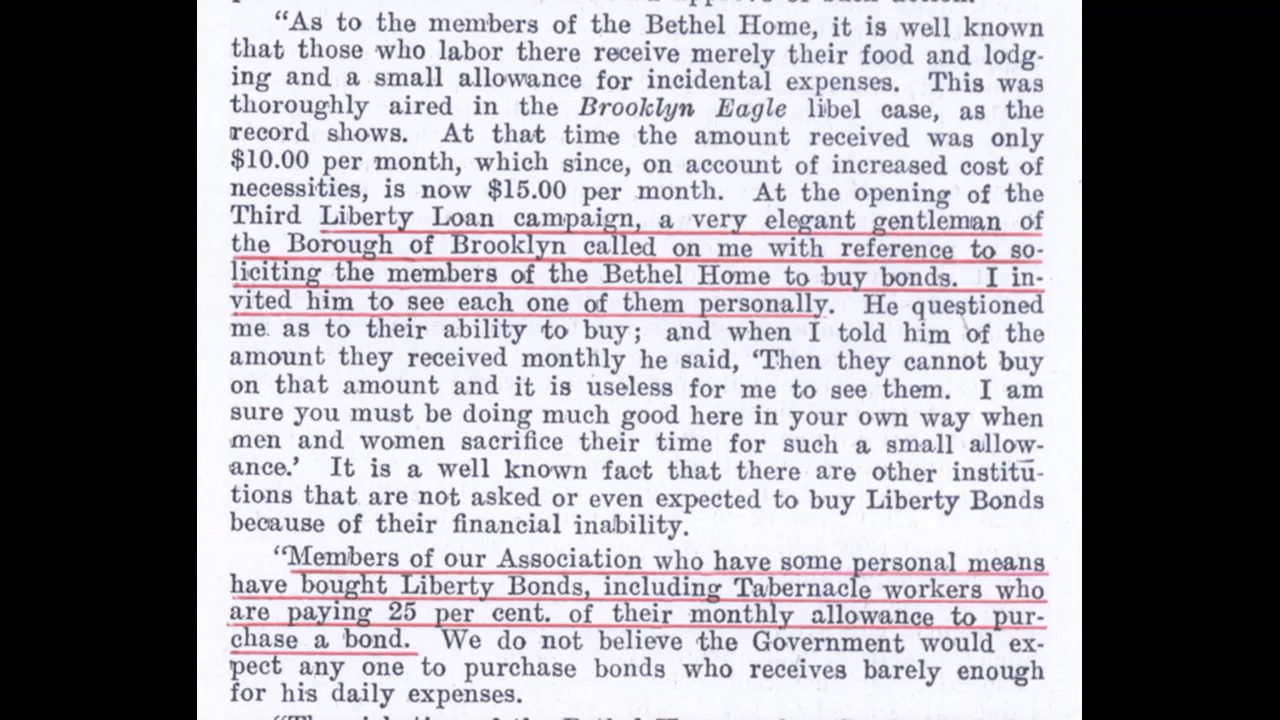 “As to the members of the Bethel Home, it is well known
that those who labor there receive merely their food and lodg-
ing and a small allowance for incidental expenses. This was
thoroughly aired in the Brooklyn Eagle libel case, as the
record shows. At that time the amount received was only
$10.00 per month, which since, on account of increased cost of
necessities, is now $15.00 per month. At the opening of the
Third Liberty Loan campaign, a very elegant gentleman of
the Borough of Brooklyn called on me with reference to so-
liciting the members of the Bethel Home to buy bonds. I in-
vited him to see each one of them personally. He questioned
me as to their ability to buy; and when I told him of the
amount they received monthly he said, ‘Then they cannot buy
on that amount and it is useless for me to see them. I am
sure you must be doing much good here in your own way when
men and women sacrifice their time for such a small allow-
ance.’ It is a well known fact that there are other institu-
tions that are not asked or even expected to buy Liberty Bonds
because of their financial inability.
“Members of our Association who have some personal means
have bought Liberty Bonds, including Tabernacle workers who
are paying 25 per cent. of their monthly allowance to pur-
chase a bond. We do not believe the Government would ex-
pect any one to purchase bonds who receives barely enough
for his daily expenses.